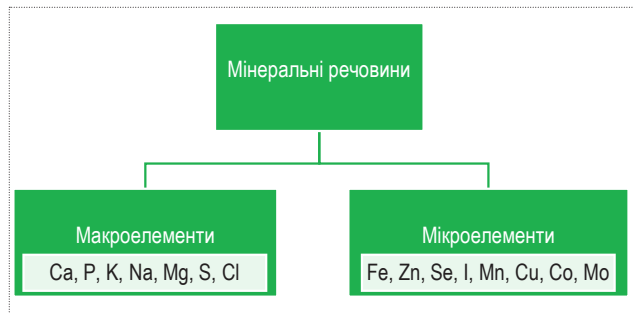 Мінеральні речовини
Макроелементи
Ca, P, K, Na, Mg, S, Cl
Мікроелементи
Fe, Zn, Se, I, Mn, Cu, Co, Mo